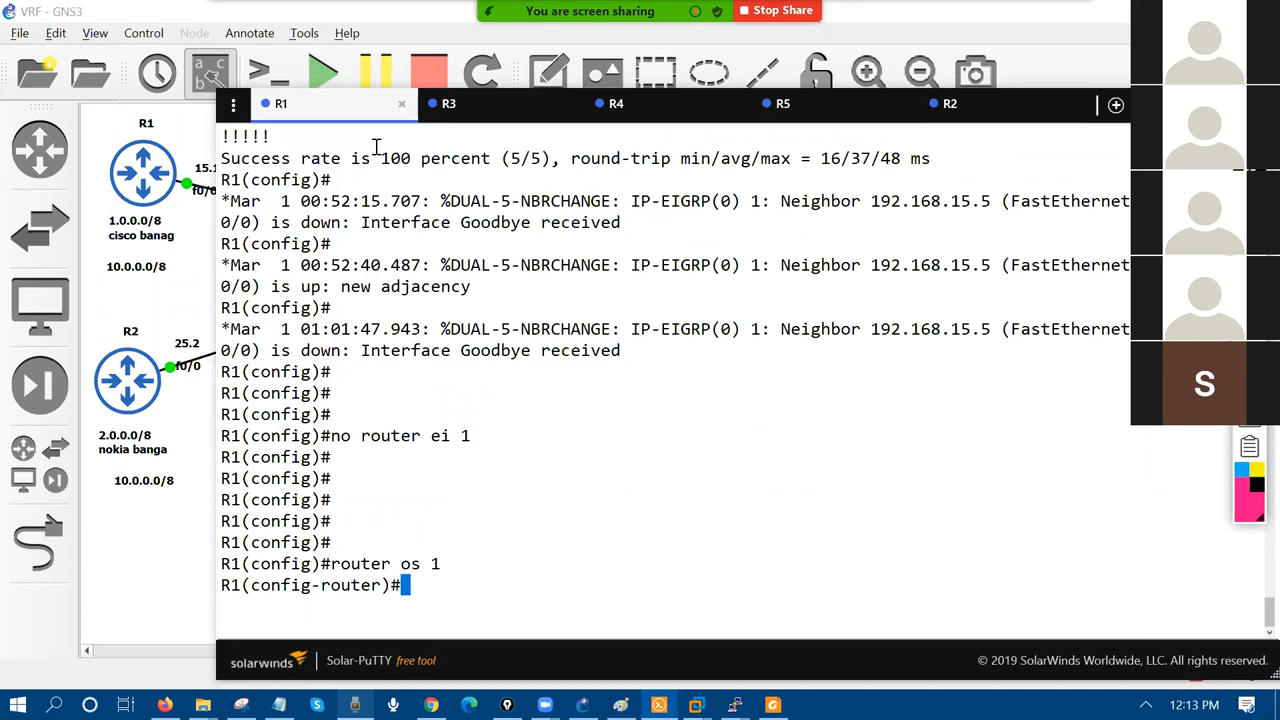 VRF - GNS3
You are screen sharing
Stop Share
File Edit View Control Node Annotate Tools Help
R1 R3 R4 R5 R2
R1
f0/0
1.0.0.0/8
cisco banag
10.0.0.0/8
R2
25.2
f0/0
2.0.0.0/8
nokia banga
10.0.0.0/8
!!!!!
Success rate is 100 percent (5/5), round-trip min/avg/max = 16/37/48 ms
R1(config)#
*Mar 1 00:52:15.707: %DUAL-5-NBRCHANGE: IP-EIGRP(0) 1: Neighbor 192.168.15.5 (FastEthernet
0/0) is down: Interface Goodbye received
R1(config)#
*Mar 1 00:52:40.487: %DUAL-5-NBRCHANGE: IP-EIGRP(0) 1: Neighbor 192.168.15.5 (FastEthernet
0/0) is up: new adjacency
R1(config)#
*Mar 1 01:01:47.943: %DUAL-5-NBRCHANGE: IP-EIGRP(0) 1: Neighbor 192.168.15.5 (FastEthernet
0/0) is down: Interface Goodbye received
R1(config)#
R1(config)#
R1(config)#
R1(config)#no router ei 1
R1(config)#
R1(config)#
R1(config)#
R1(config)#
R1(config)#
R1(config)#router os 1
R1(config-router)#
S
solarwinds Solar-PuTTY free tool © 2019 SolarWinds Worldwide, LLC. All rights reserved.
12:13 PM